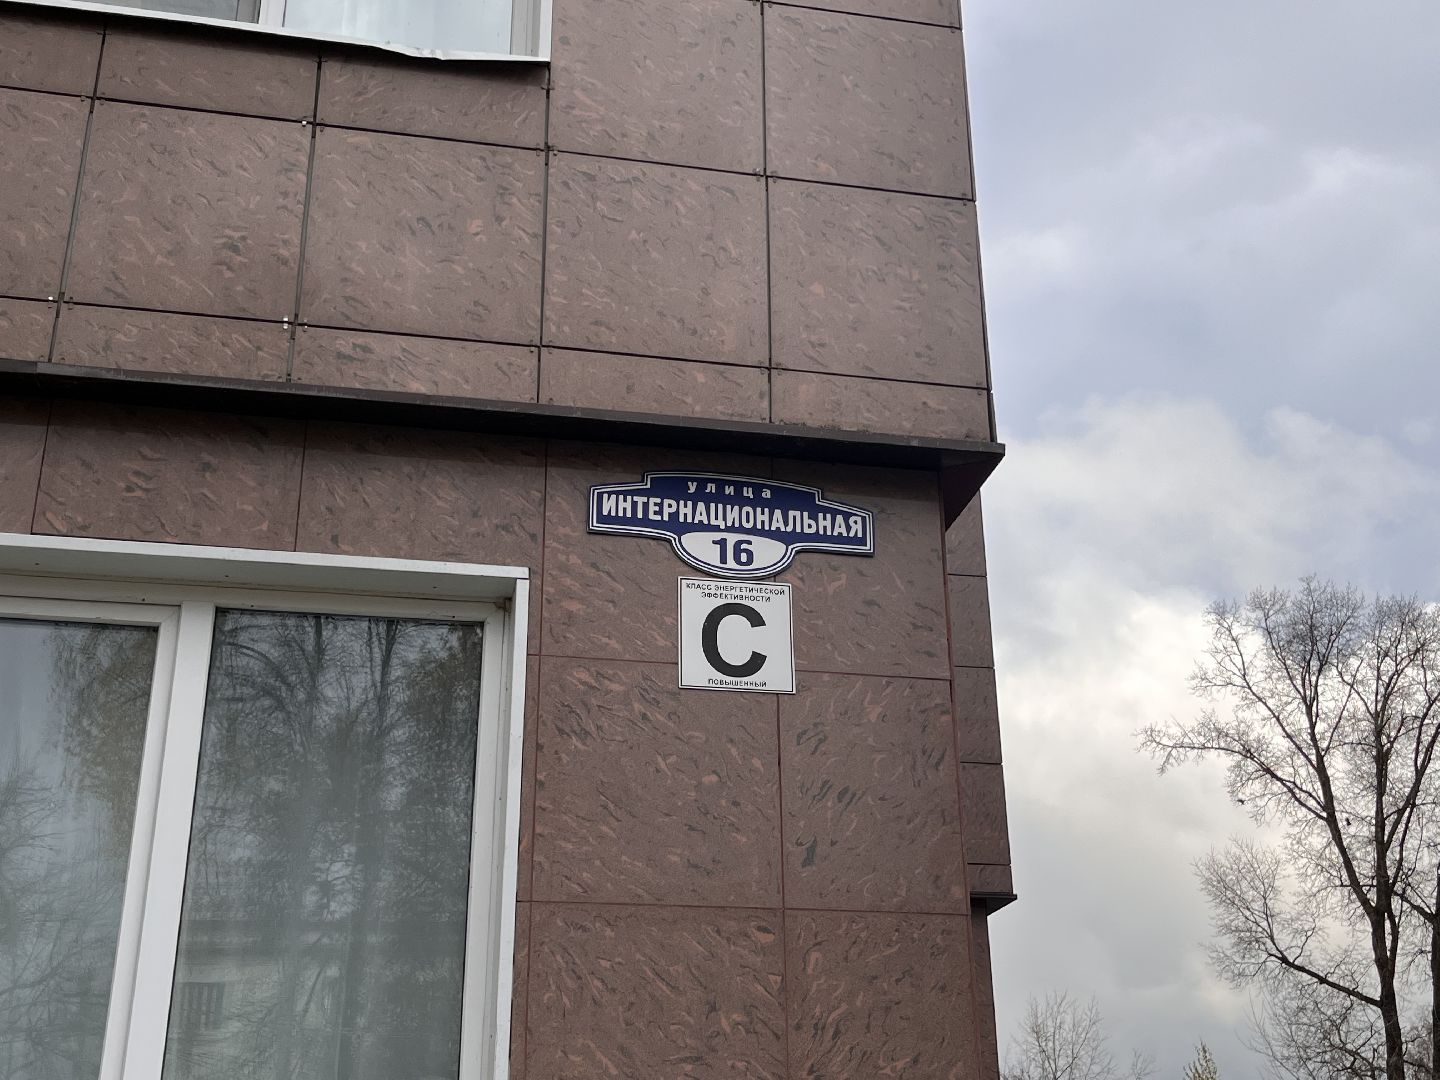 улица
ИНТЕРНАЦИОНАЛЬНАЯ
16
КЛАСС ЭНЕРГЕТИЧЕСКОЙ
ЭФФЕКТИВНОСТИ
С
ПОВЫШЕННЫЙ